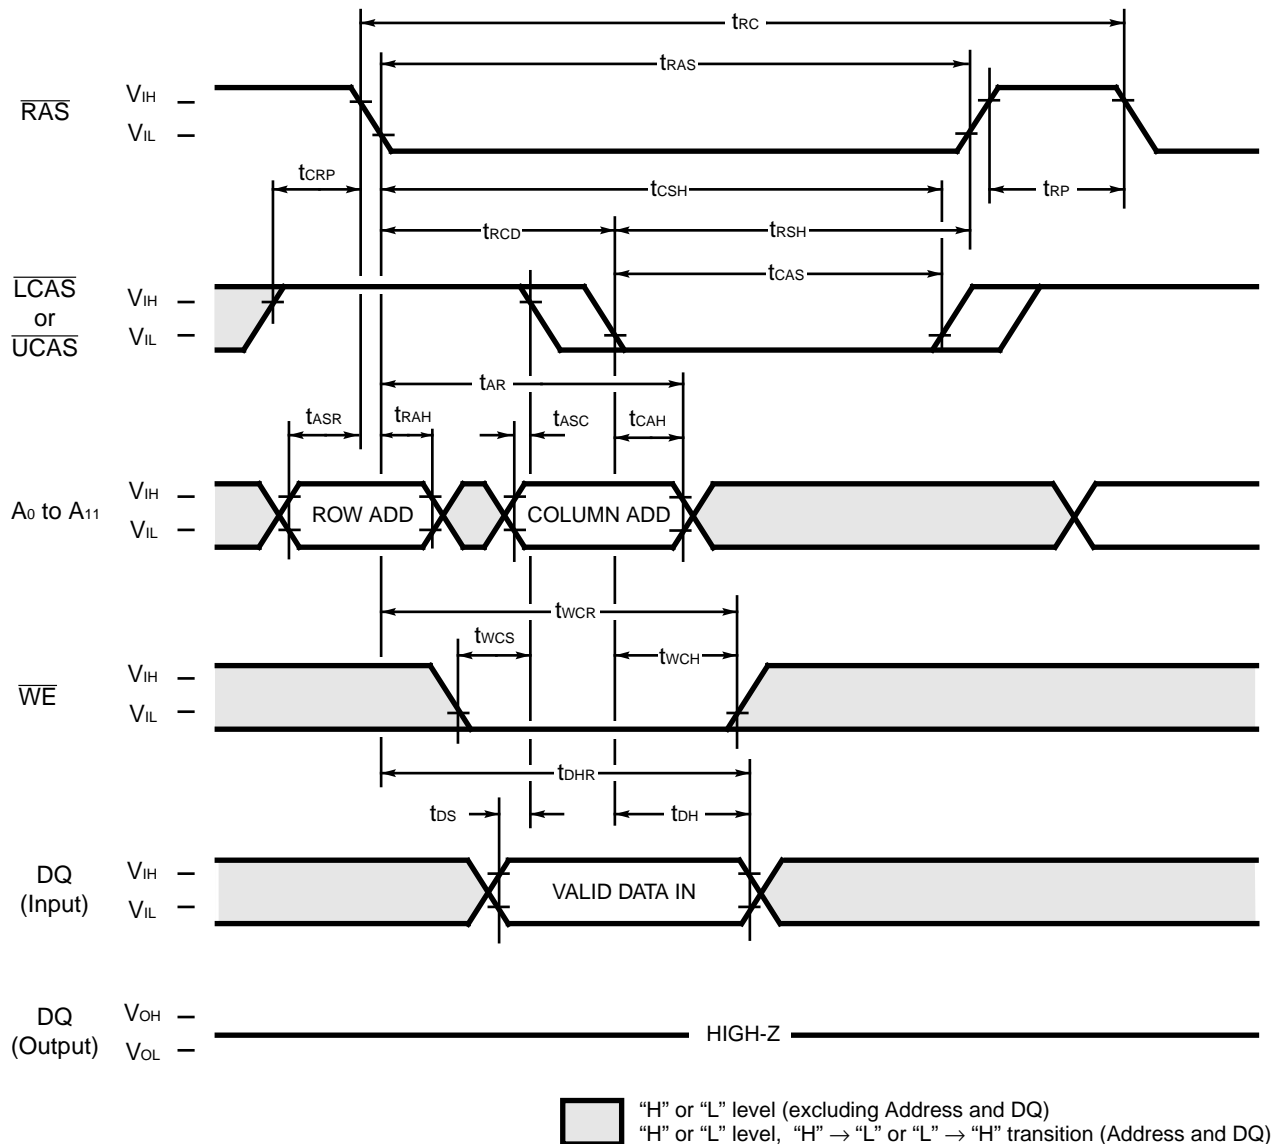 tRC
tRAS
RAS
VIH
VIL
tCRP
tCSH
tRP
tRCD
tRSH
tCAS
LCAS
or
UCAS
VIH
VIL
tAR
tASR
tRAH
tASC
tCAH
A0 to A11
VIH
VIL
ROW ADD
COLUMN ADD
tWCR
tWCS
tWCH
WE
VIH
VIL
tDHR
tDS
tDH
DQ
(Input)
VIH
VIL
VALID DATA IN
DQ
(Output)
VOH
VOL
HIGH-Z
“H” or “L” level (excluding Address and DQ)
“H” or “L” level, “H” → “L” or “L” → “H” transition (Address and DQ)